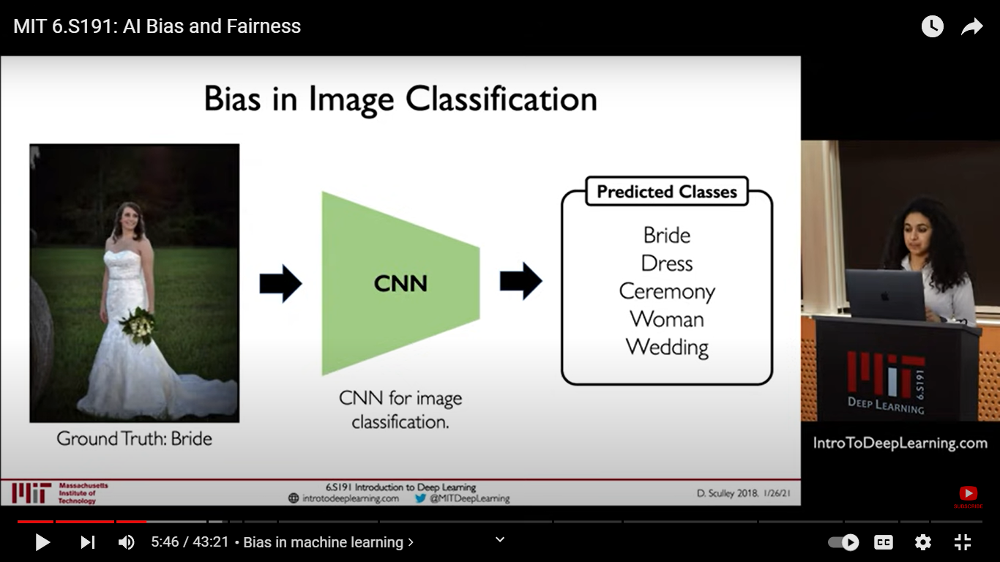 MIT 6.S191: AI Bias and Fairness
Bias in Image Classification
Predicted Classes
Bride
Dress
Ceremony
Woman
Wedding
CNN
CNN for image
classification.
Ground Truth: Bride
MIT
6.S191
DEEP LEARNING
IntroToDeepLearning.com
MIT
Massachusetts
Institute of
Technology
6.S191 Introduction to Deep Learning
introtodeeplearning.com @MITDeepLearning
D. Sculley 2018. 1/26/21
SUBSCRIBE
5:46 / 43:21 • Bias in machine learning >
CC